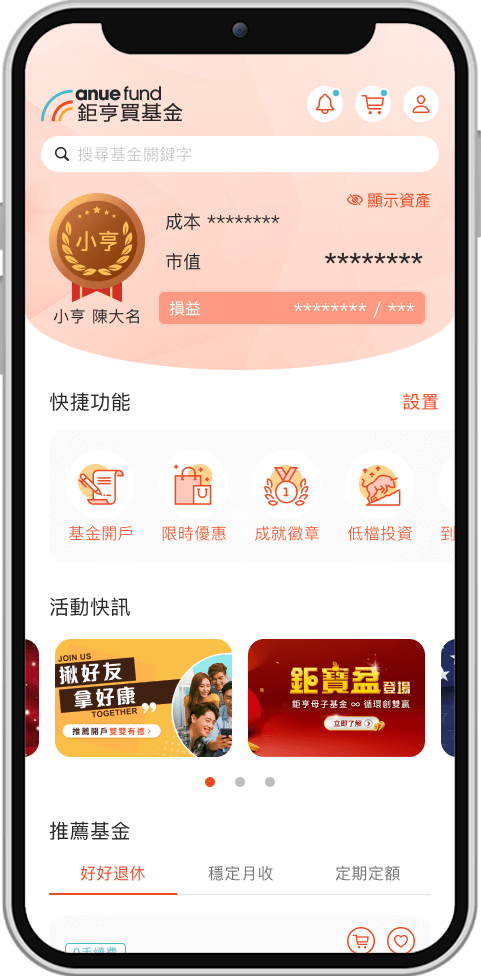 anue fund
鉅亨買基金
搜尋基金關鍵字
顯示資產
小亨
成本 ********
市值 ********
損益 ******** / ***
小亨 陳大名
快捷功能 設置
1
基金開戶 限時優惠 成就徽章 低檔投資 到
活動快訊
JOIN US
揪好友
拿好康
TOGETHER
推薦開戶雙雙有禮
鉅寶盆登場
鉅亨母子基金 ∞ 循環創雙贏
立即了解
推薦基金
好好退休 穩定月收 定期定額
0手續費